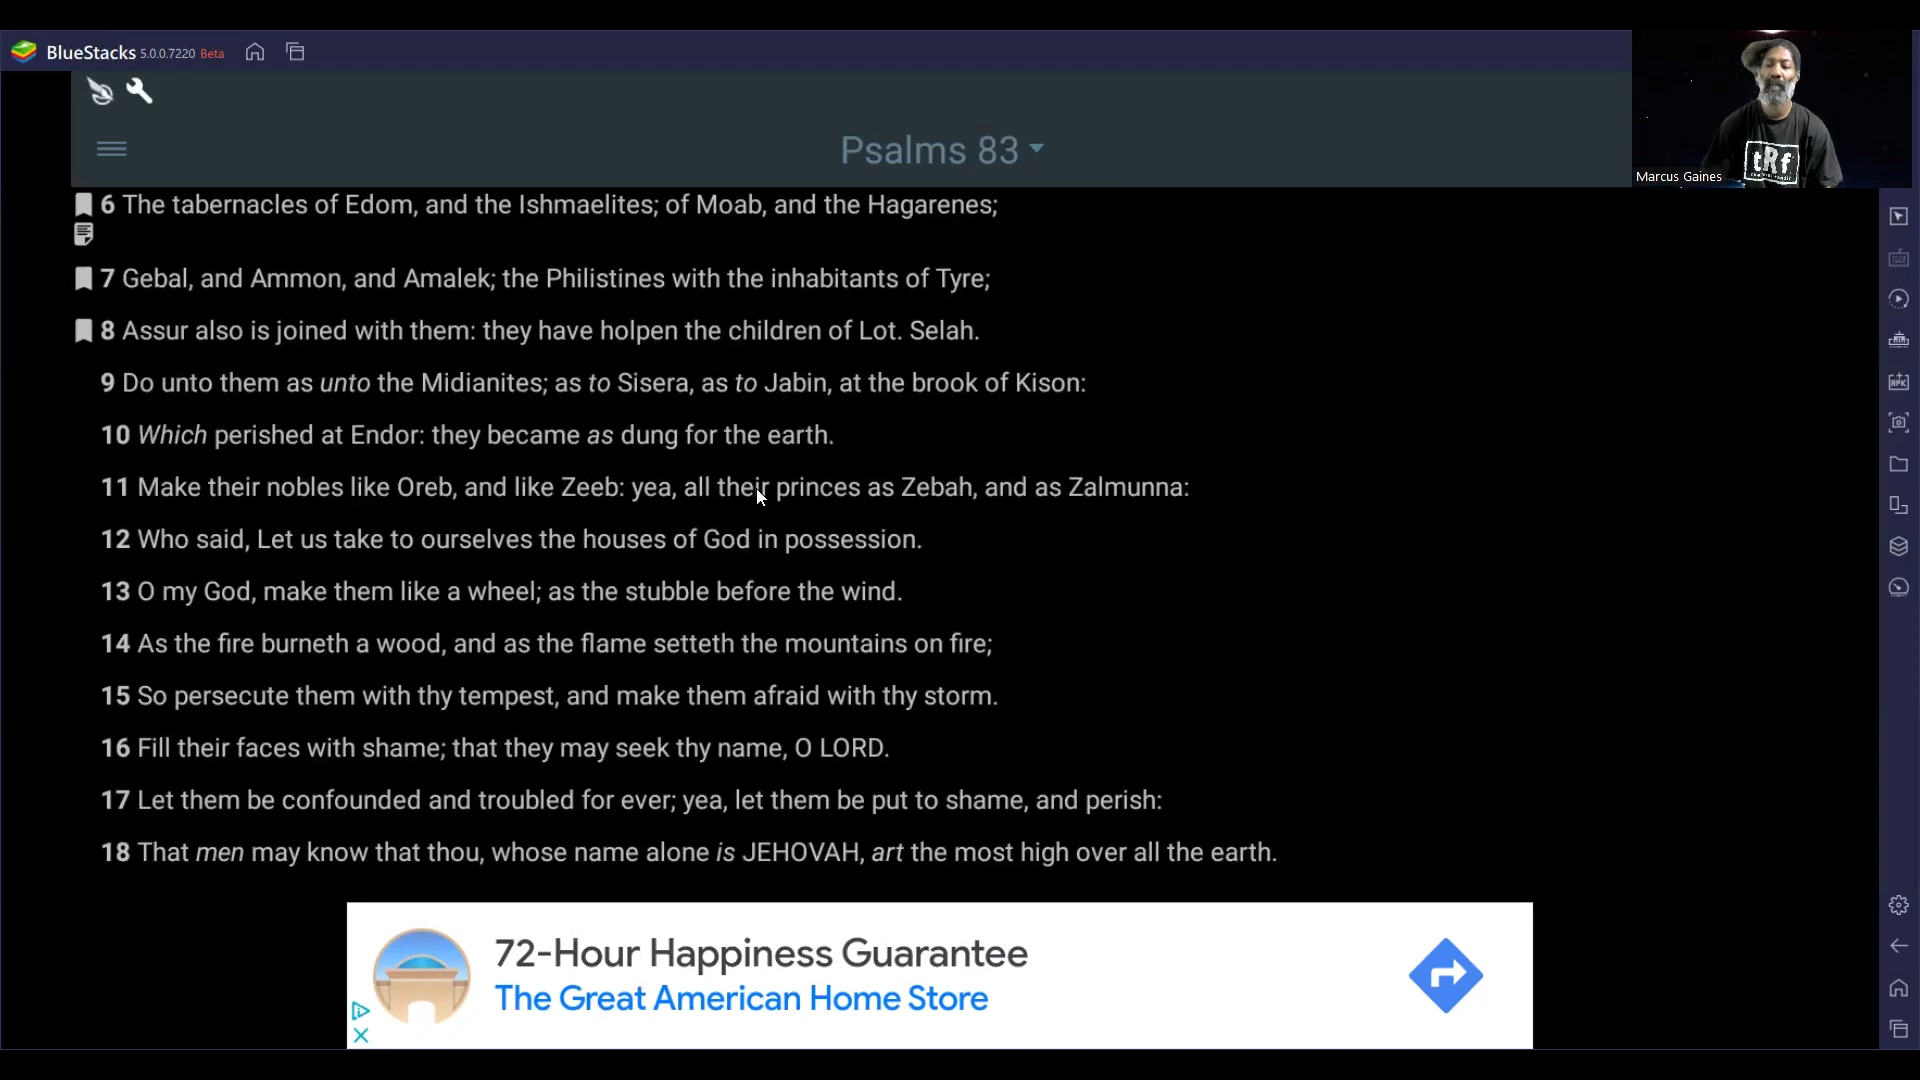 BlueStacks 5.0.0.7220 Beta
Psalms 83
Marcus Gaines
tRf
6 The tabernacles of Edom, and the Ishmaelites; of Moab, and the Hagarenes;
7 Gebal, and Ammon, and Amalek; the Philistines with the inhabitants of Tyre;
8 Assur also is joined with them: they have holpen the children of Lot. Selah.
9 Do unto them as unto the Midianites; as to Sisera, as to Jabin, at the brook of Kison:
10 Which perished at Endor: they became as dung for the earth.
11 Make their nobles like Oreb, and like Zeeb: yea, all their princes as Zebah, and as Zalmunna:
12 Who said, Let us take to ourselves the houses of God in possession.
13 O my God, make them like a wheel; as the stubble before the wind.
14 As the fire burneth a wood, and as the flame setteth the mountains on fire;
15 So persecute them with thy tempest, and make them afraid with thy storm.
16 Fill their faces with shame; that they may seek thy name, O LORD.
17 Let them be confounded and troubled for ever; yea, let them be put to shame, and perish:
18 That men may know that thou, whose name alone is JEHOVAH, art the most high over all the earth.
72-Hour Happiness Guarantee
The Great American Home Store